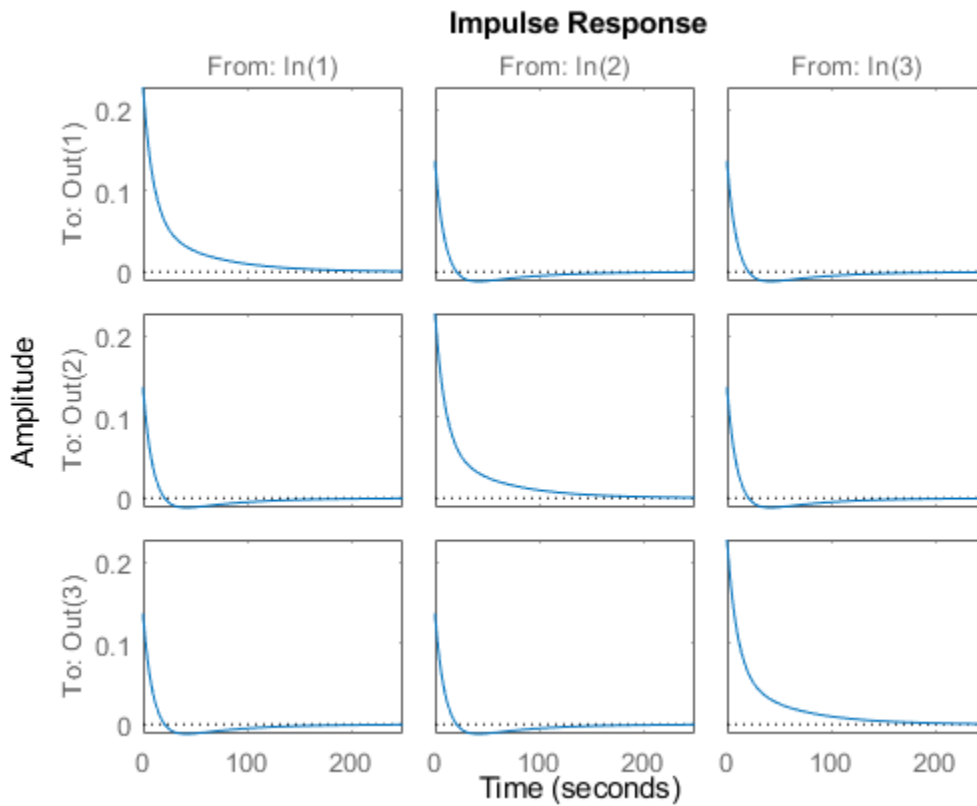 Impulse Response
From: In(1)
From: In(2)
From: In(3)
To: Out(1)
0.2
0.1
0
Amplitude
To: Out(2)
0.2
0.1
0
To: Out(3)
0.2
0.1
0
0
100
200
0
100
200
0
100
200
Time (seconds)